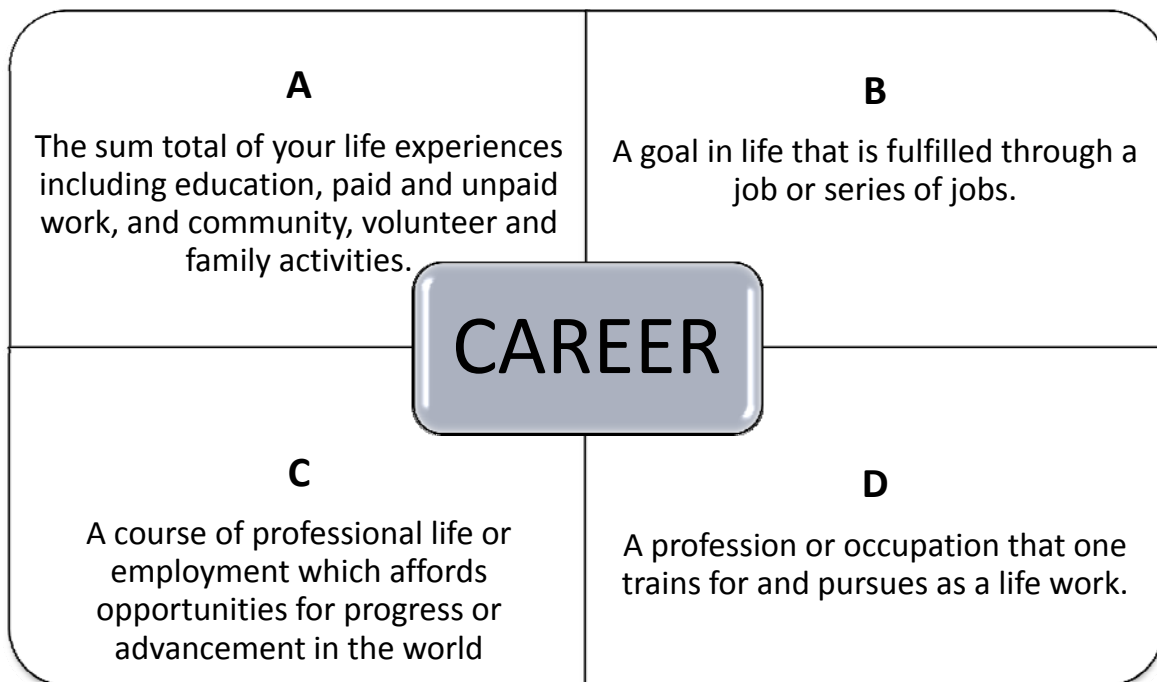 A
The sum total of your life experiences
including education, paid and unpaid
work, and community, volunteer and
family activities.
B
A goal in life that is fulfilled through a
job or series of jobs.
CAREER
C
A course of professional life or
employment which affords
opportunities for progress or
advancement in the world
D
A profession or occupation that one
trains for and pursues as a life work.